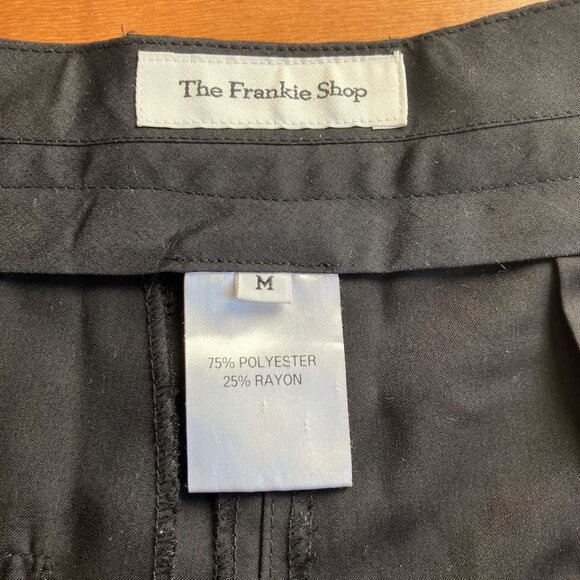 The Frankie Shop
M
75% POLYESTER
25% RAYON